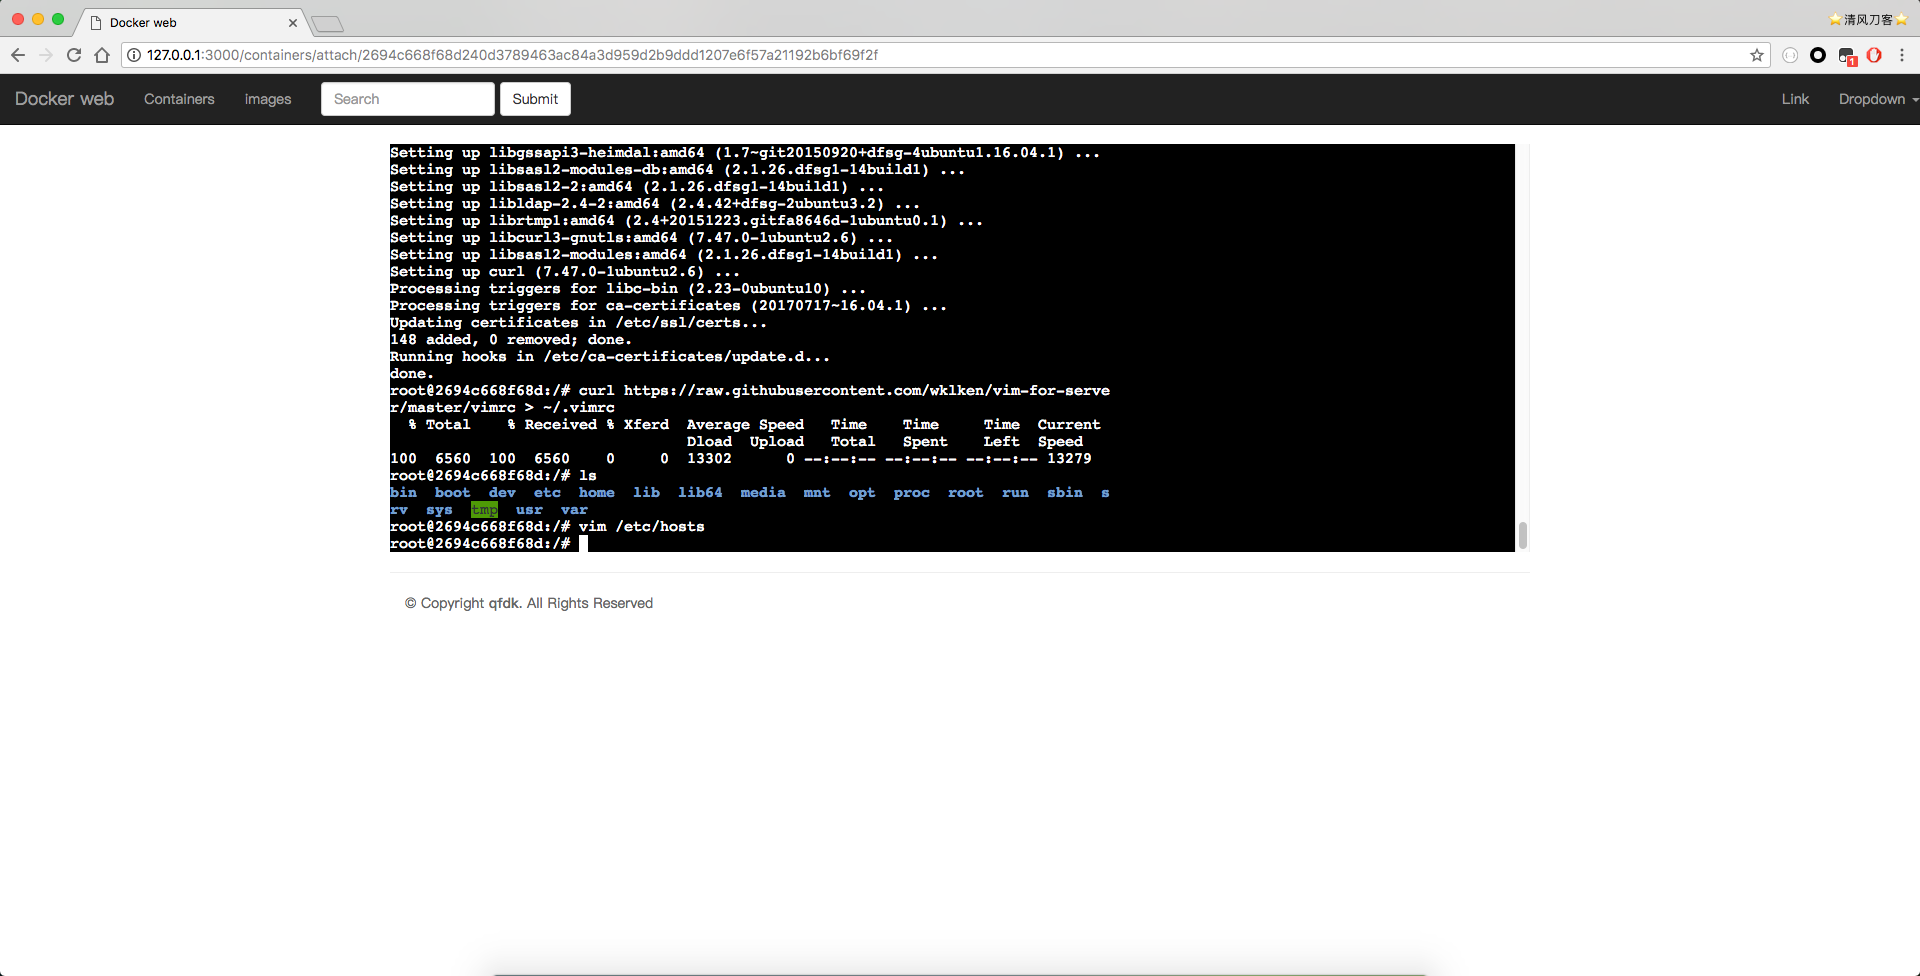 Docker web
⭐清风刀客⭐
127.0.0.1:3000/containers/attach/2694c668f68d240d3789463ac84a3d959d2b9ddd1207e6f57a21192b6bf69f2f
1
Docker web Containers images Search Submit Link Dropdown
Setting up libgssapi3-heimdal:amd64 (1.7~git20150920+dfsg-4ubuntu1.16.04.1) ...
Setting up libsasl2-modules-db:amd64 (2.1.26.dfsg1-14build1) ...
Setting up libsasl2-2:amd64 (2.1.26.dfsg1-14build1) ...
Setting up libldap-2.4-2:amd64 (2.4.42+dfsg-2ubuntu3.2) ...
Setting up librtmp1:amd64 (2.4+20151223.gitfa8646d-1ubuntu0.1) ...
Setting up libcurl3-gnutls:amd64 (7.47.0-1ubuntu2.6) ...
Setting up libsasl2-modules:amd64 (2.1.26.dfsg1-14build1) ...
Setting up curl (7.47.0-1ubuntu2.6) ...
Processing triggers for libc-bin (2.23-0ubuntu10) ...
Processing triggers for ca-certificates (20170717~16.04.1) ...
Updating certificates in /etc/ssl/certs...
148 added, 0 removed; done.
Running hooks in /etc/ca-certificates/update.d...
done.
root@2694c668f68d:/# curl https://raw.githubusercontent.com/wklken/vim-for-serve
r/master/vimrc > ~/.vimrc
% Total % Received % Xferd Average Speed Time Time Time Current
Dload Upload Total Spent Left Speed
100 6560 100 6560 0 0 13302 0 --:--:-- --:--:-- --:--:-- 13279
root@2694c668f68d:/# ls
bin boot dev etc home lib lib64 media mnt opt proc root run sbin s
rv sys tmp usr var
root@2694c668f68d:/# vim /etc/hosts
root@2694c668f68d:/#
© Copyright qfdk. All Rights Reserved